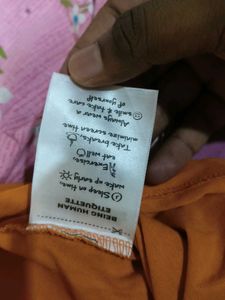 BEING HUMAN
ETIQUETTE
Sleep on time,
wake up early
Exercise,
eat well
Take breaks,
minimize screen time
Always wear a
smile & take care
of yourself